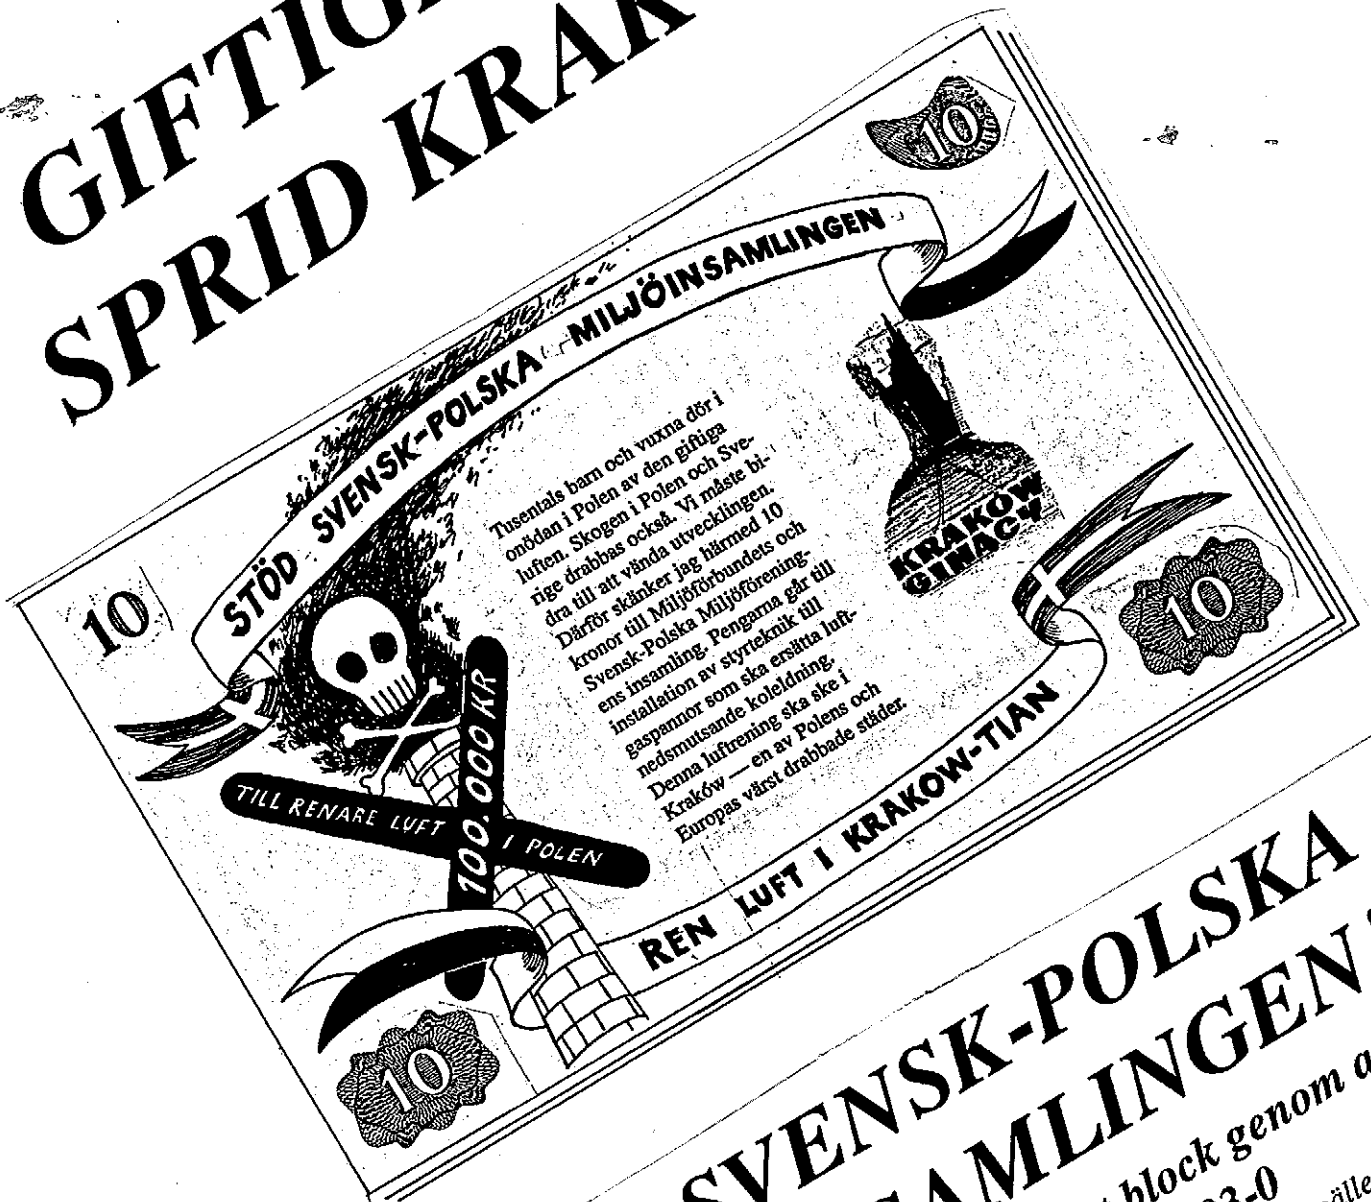 GIFTIG
SPRID KRAK
10
10
STÖD SVENSK-POLSKA MILJÖINSAMLINGEN
Tusentals barn och vuxna dör i
onödan i Polen av den giftiga
luften. Skogen i Polen och Sve-
rige drabbas också. Vi måste bi-
dra till att vända utvecklingen.
Därför skänker jag härmed 10
kronor till Miljöförbundets och
Svensk-Polska Miljöförening-
ens insamling. Pengarna går till
installation av styrteknik till
gaspannor som ska ersätta luft-
nedsmutsande koleldning.
Denna luftrening ska ske i
Kraków — en av Polens och
Europas värst drabbade städer.
KRAKOW
GINACY
100.000 KR
TILL RENARE LUFT I POLEN
REN LUFT I KRAKOW-TIAN
10
10
SVENSK-POLSKA
SAMLINGEN
block genom a
3-0